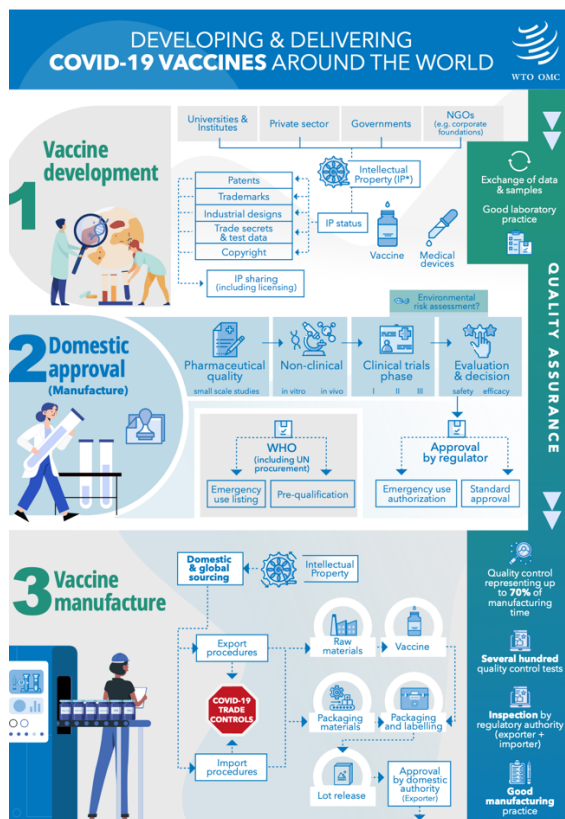 DEVELOPING & DELIVERING
COVID-19 VACCINES AROUND THE WORLD
WTO OMC
1
Vaccine
development
Universities &
Institutes
Private sector
Governments
NGOs
(e.g. corporate
foundations)
Intellectual
Property (IP*)
Patents
Trademarks
Industrial designs
Trade secrets
& test data
Copyright
IP status
IP sharing
(including licensing)
Vaccine
Medical
devices
Exchange of data
& samples
Good laboratory
practice
QUALITY ASSURANCE
Environmental
risk assessment?
2
Domestic
approval
(Manufacture)
Pharmaceutical
quality
small scale studies
Non-clinical
in vitro in vivo
Clinical trials
phase
I II III
Evaluation
& decision
safety efficacy
WHO
(including UN
procurement)
Emergency
use listing
Pre-qualification
Approval
by regulator
Emergency use
authorization
Standard
approval
3
Vaccine
manufacture
Domestic
& global
sourcing
Intellectual
Property
Export
procedures
COVID-19
TRADE
CONTROLS
Import
procedures
Raw
materials
Vaccine
Packaging
materials
Packaging
and labelling
Lot release
Approval
by domestic
authority
(Exporter)
Quality control
representing up
to 70% of
manufacturing
time
Several hundred
quality control tests
Inspection by
regulatory authority
(exporter +
importer)
Good
manufacturing
practice